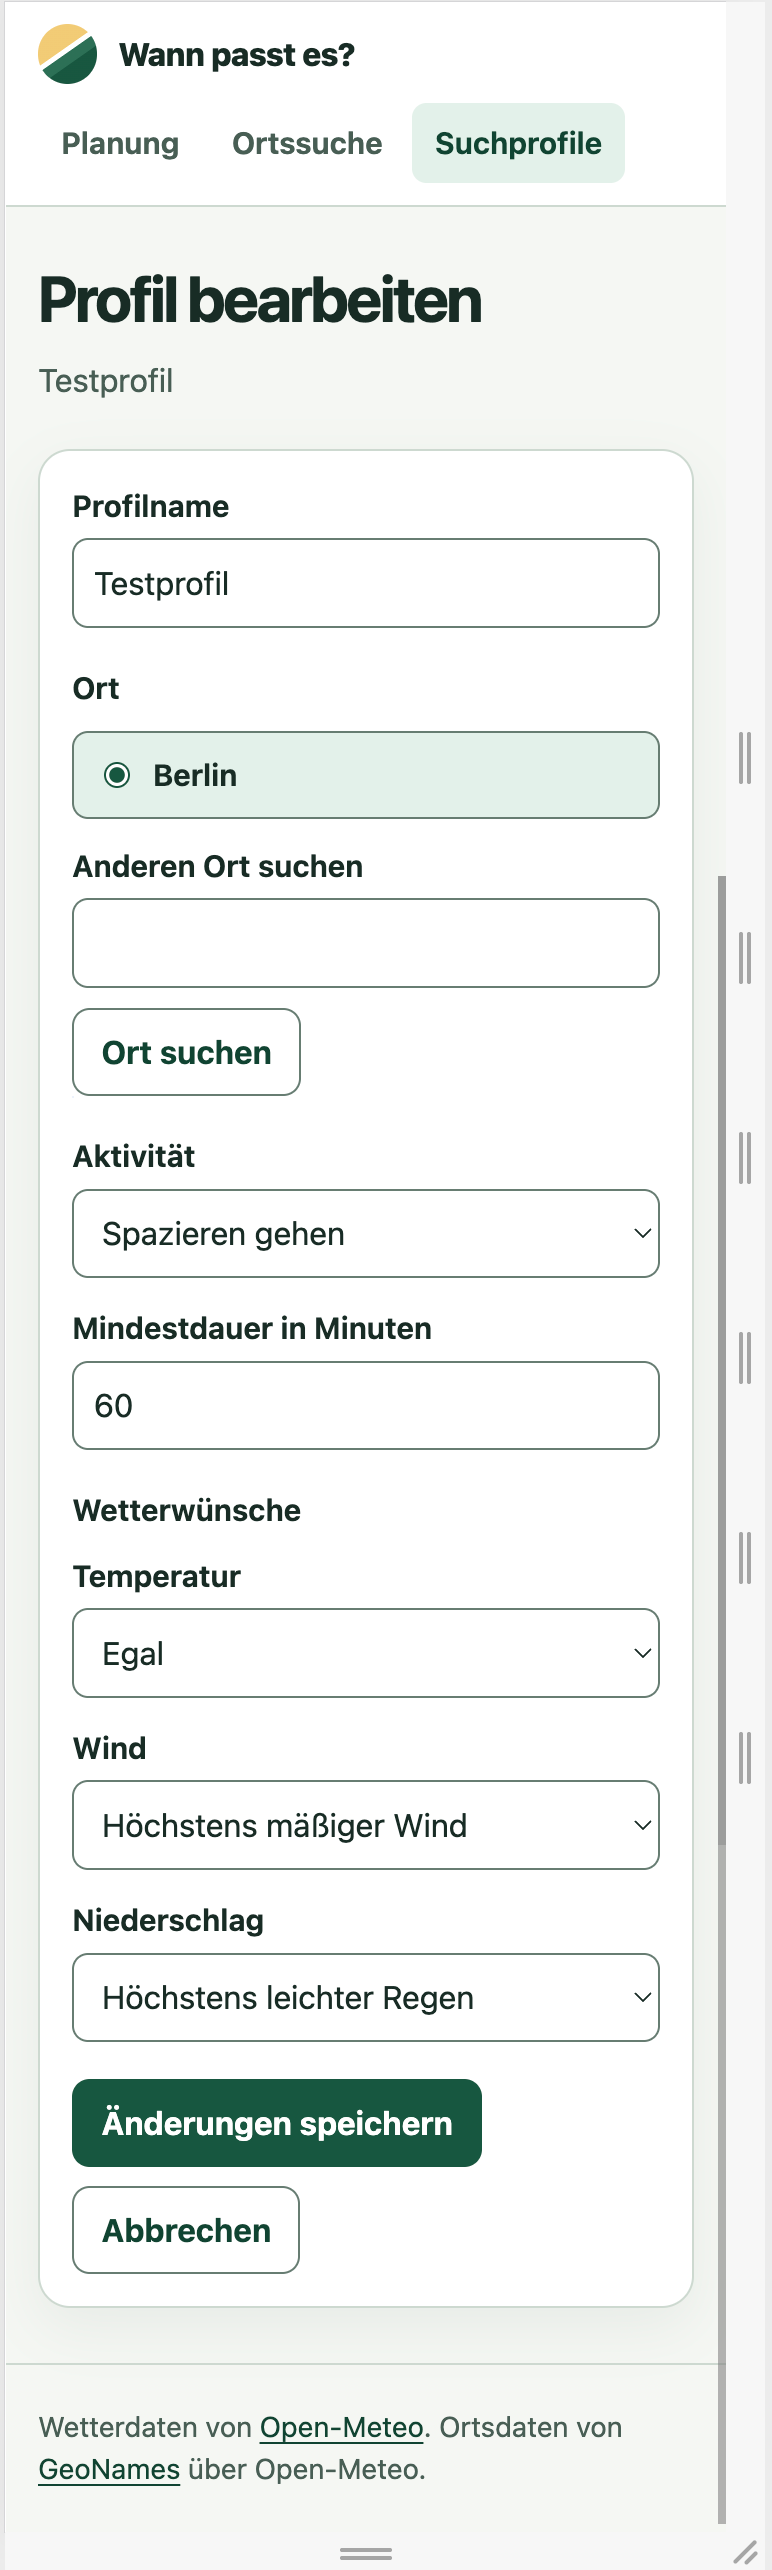 Wann passt es?
Planung Ortssuche Suchprofile
Profil bearbeiten
Testprofil
Profilname
Testprofil
Ort
Berlin
Anderen Ort suchen
Ort suchen
Aktivität
Spazieren gehen
Mindestdauer in Minuten
60
Wetterwünsche
Temperatur
Egal
Wind
Höchstens mäßiger Wind
Niederschlag
Höchstens leichter Regen
Änderungen speichern
Abbrechen
Wetterdaten von Open-Meteo. Ortsdaten von
GeoNames über Open-Meteo.